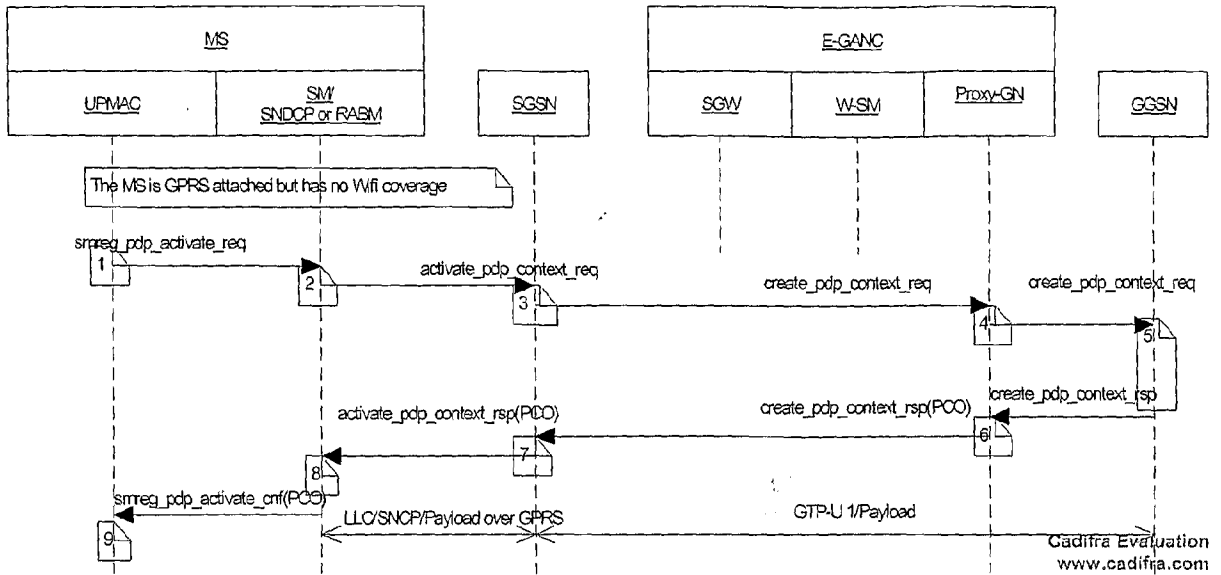 MS
E-GANC
UPMAC
SM/
SNDCP or RABM
SGSN
SGW
W-SM
Proxy-GN
GGSN
The MS is GPRS attached but has no Wifi coverage
smreg_pdp_activate_req
1
2
activate_pdp_context_req
3
create_pdp_context_req
4
create_pdp_context_req
5
create_pdp_context_rsp
6
create_pdp_context_rsp(PCO)
7
activate_pdp_context_rsp(PCO)
8
smreg_pdp_activate_cnf(PCO)
9
LLC/SNCP/Payload over GPRS
GTP-U 1/Payload
Cadifra Evaluation
www.cadifra.com